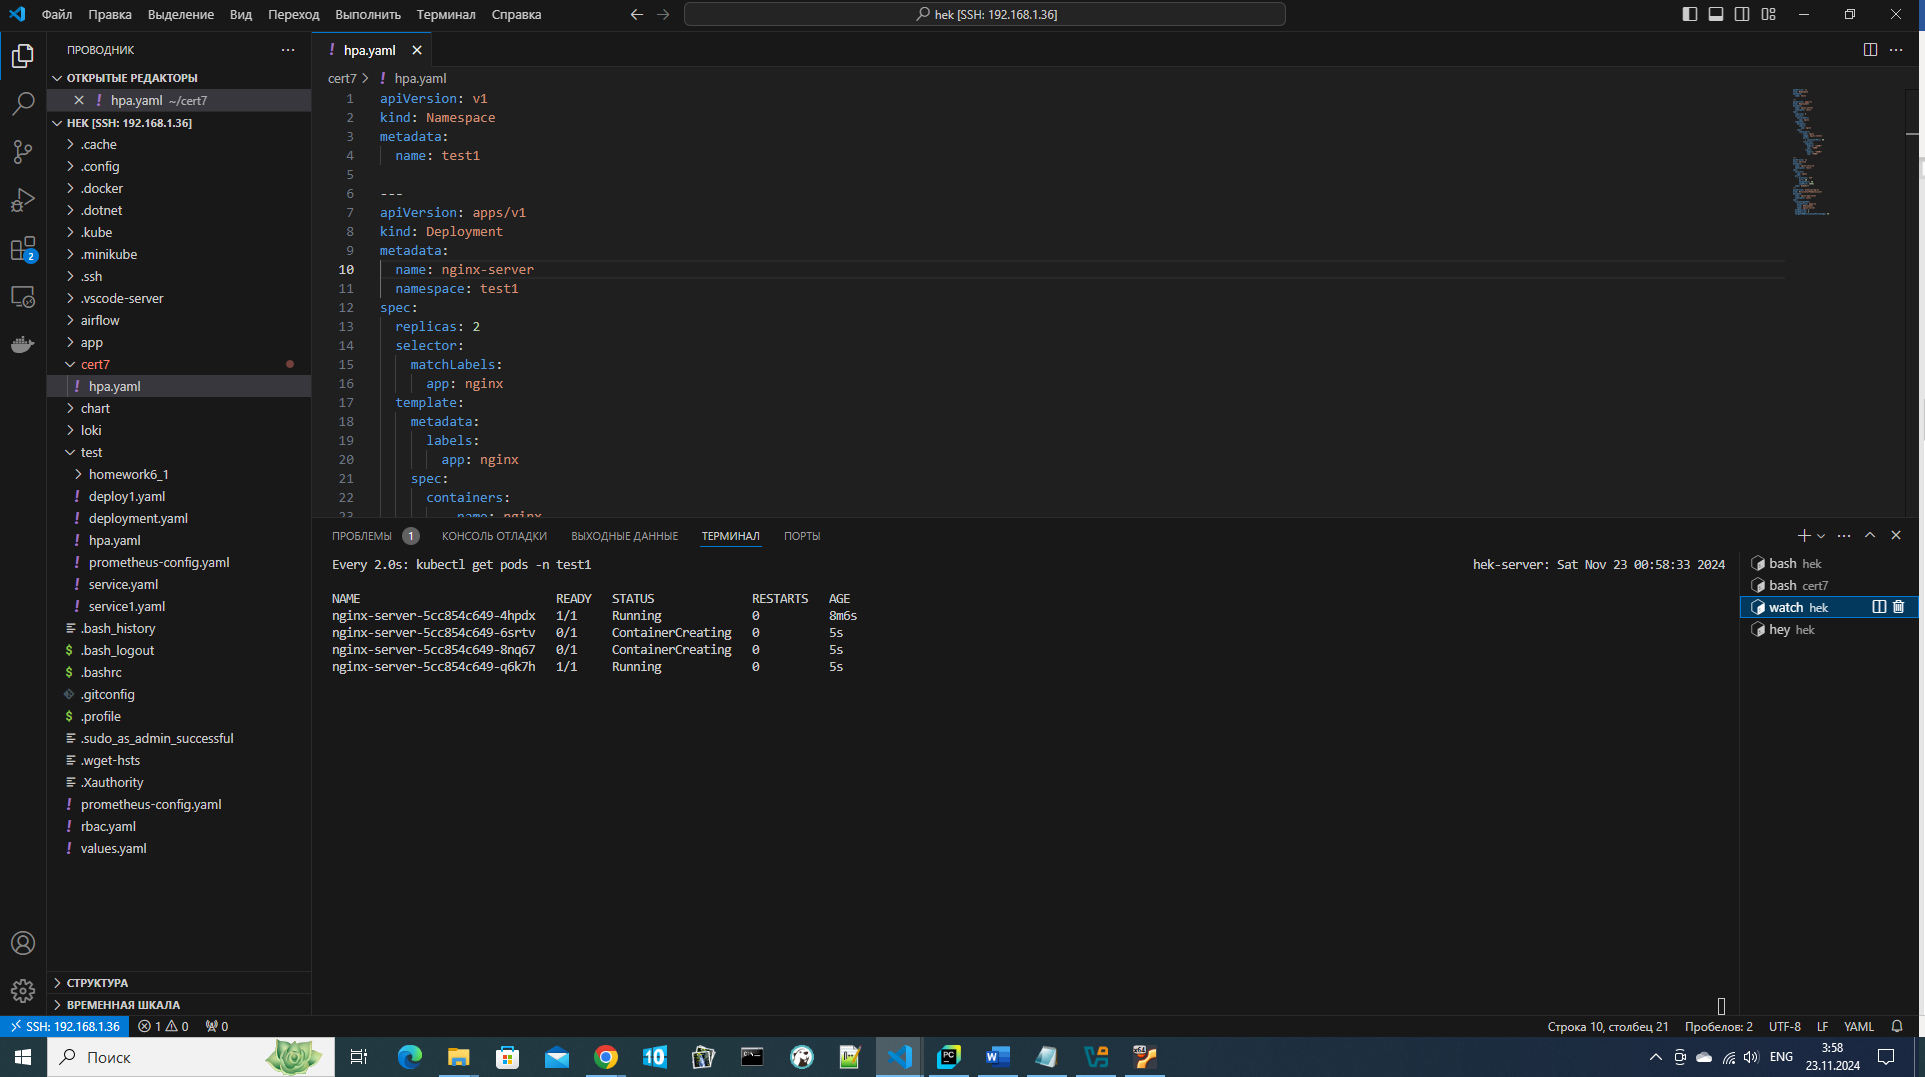 Файл Правка Выделение Вид Переход Выполнить Терминал Справка
hek [SSH: 192.168.1.36]
ПРОВОДНИК
ОТКРЫТЫЕ РЕДАКТОРЫ
hpa.yaml ~/cert7
HEK [SSH: 192.168.1.36]
.cache
.config
.docker
.dotnet
.kube
.minikube
.ssh
.vscode-server
airflow
app
cert7
hpa.yaml
chart
loki
test
homework6_1
deploy1.yaml
deployment.yaml
hpa.yaml
prometheus-config.yaml
service.yaml
service1.yaml
.bash_history
.bash_logout
.bashrc
.gitconfig
.profile
.sudo_as_admin_successful
.wget-hsts
.Xauthority
prometheus-config.yaml
rbac.yaml
values.yaml
СТРУКТУРА
ВРЕМЕННАЯ ШКАЛА
2
! hpa.yaml
cert7 > ! hpa.yaml
1 apiVersion: v1
2 kind: Namespace
3 metadata:
4 name: test1
5
6 ---
7 apiVersion: apps/v1
8 kind: Deployment
9 metadata:
10 name: nginx-server
11 namespace: test1
12 spec:
13 replicas: 2
14 selector:
15 matchLabels:
16 app: nginx
17 template:
18 metadata:
19 labels:
20 app: nginx
21 spec:
22 containers:
23 - name: nginx
ПРОБЛЕМЫ 1 КОНСОЛЬ ОТЛАДКИ ВЫХОДНЫЕ ДАННЫЕ ТЕРМИНАЛ ПОРТЫ
Every 2.0s: kubectl get pods -n test1 hek-server: Sat Nov 23 00:58:33 2024
NAME READY STATUS RESTARTS AGE
nginx-server-5cc854c649-4hpdx 1/1 Running 0 8m6s
nginx-server-5cc854c649-6srtv 0/1 ContainerCreating 0 5s
nginx-server-5cc854c649-8nq67 0/1 ContainerCreating 0 5s
nginx-server-5cc854c649-q6k7h 1/1 Running 0 5s
bash hek
bash cert7
watch hek
hey hek
SSH: 192.168.1.36 1 0 0
Строка 10, столбец 21 Пробелов: 2 UTF-8 LF YAML
Поиск
ENG
3:58
23.11.2024